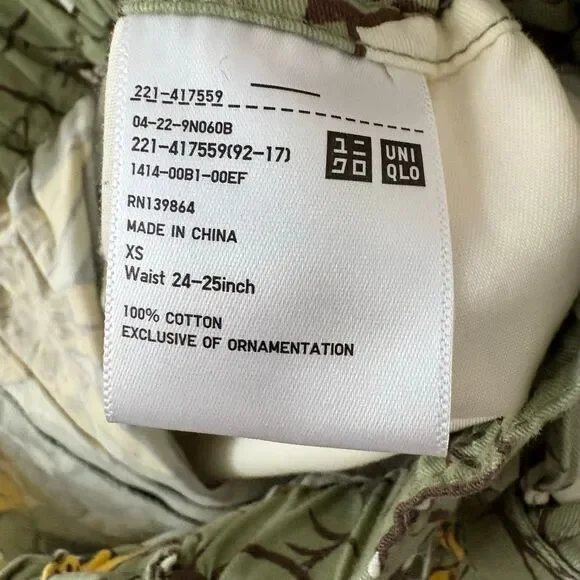 221-417559
04-22-9N060B
221-417559(92-17)
1414-00B1-00EF
ユニ
クロ
UNI
QLO
RN139864
MADE IN CHINA
XS
Waist 24-25inch
100% COTTON
EXCLUSIVE OF ORNAMENTATION